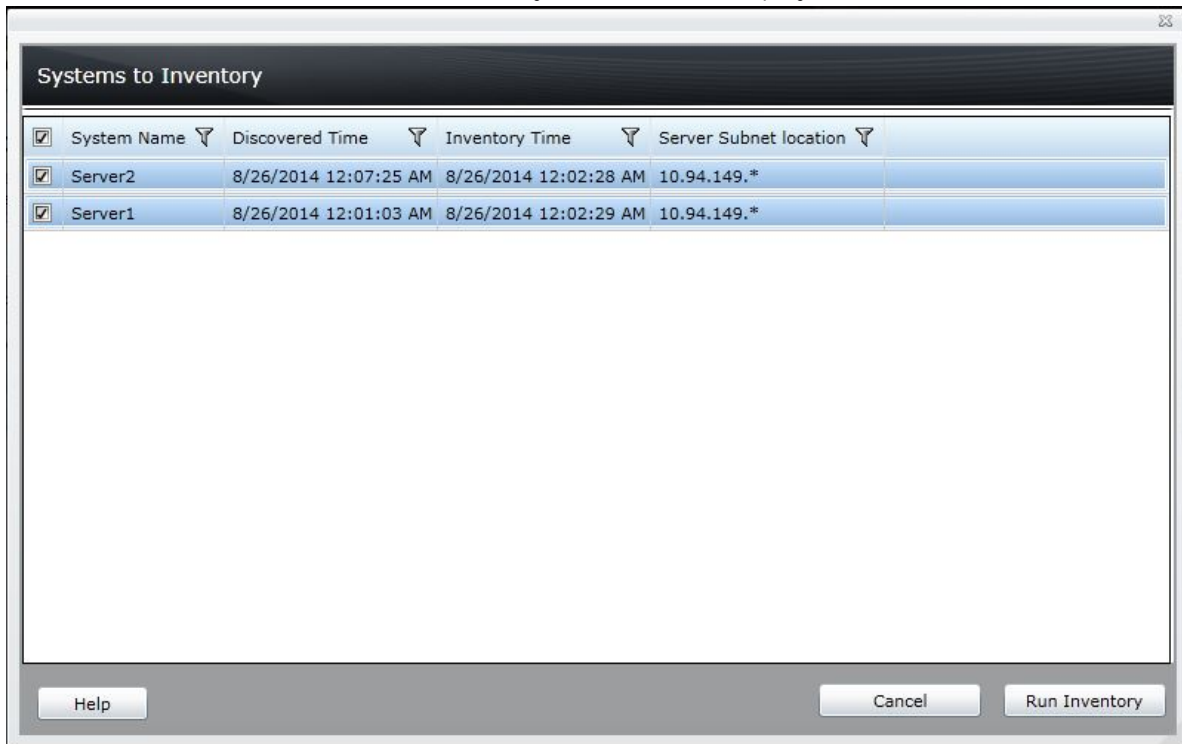 Systems to Inventory
System Name Discovered Time Inventory Time Server Subnet location
Server2 8/26/2014 12:07:25 AM 8/26/2014 12:02:28 AM 10.94.149.*
Server1 8/26/2014 12:01:03 AM 8/26/2014 12:02:29 AM 10.94.149.*
Help Cancel Run Inventory